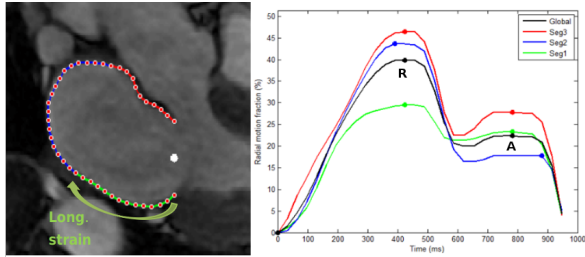 Long.
strain
50
45
40
35
30
25
20
15
10
5
0
Radial motion fraction (%)
0 100 200 300 400 500 600 700 800 900 1000
Time (ms)
R
A
Global
Seg3
Seg2
Seg1